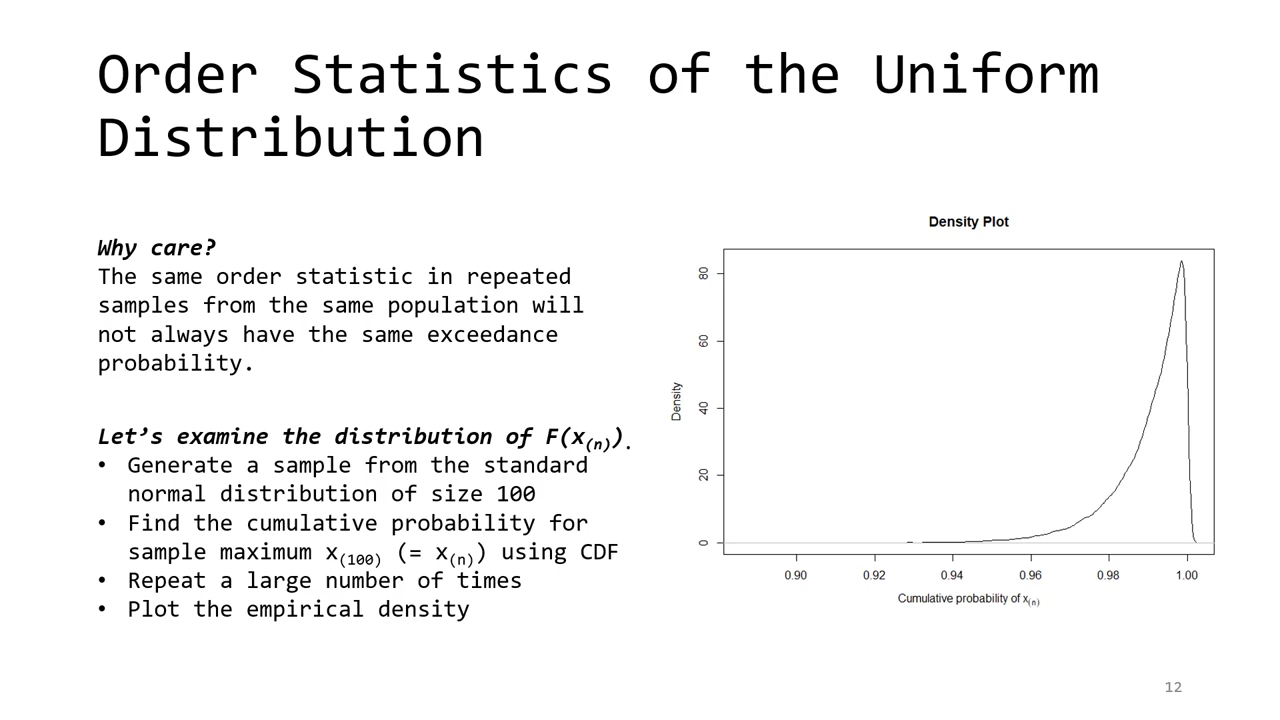 Order Statistics of the Uniform
Distribution
Why care?
The same order statistic in repeated
samples from the same population will
not always have the same exceedance
probability.
Let’s examine the distribution of F(x(n)).
• Generate a sample from the standard
normal distribution of size 100
• Find the cumulative probability for
sample maximum x(100) (= x(n)) using CDF
• Repeat a large number of times
• Plot the empirical density
Density Plot
Density
80
60
40
20
0
0.90 0.92 0.94 0.96 0.98 1.00
Cumulative probability of x(n)
12